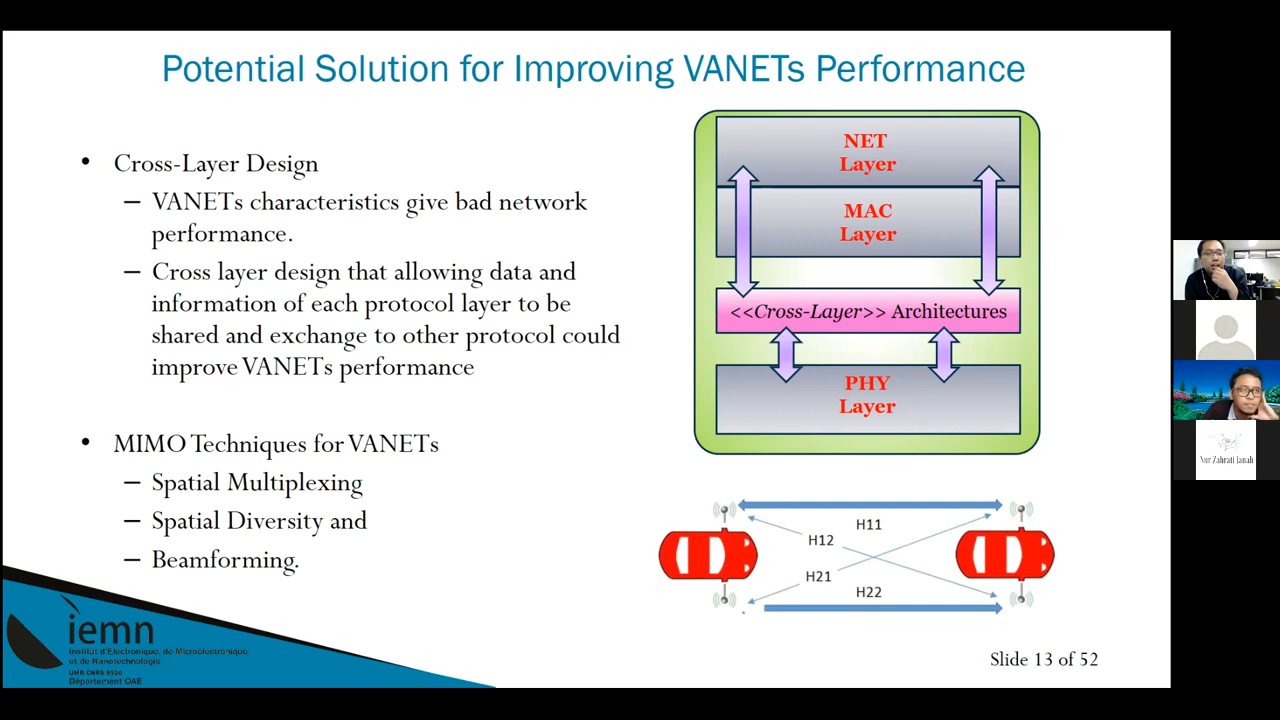 Potential Solution for Improving VANETs Performance
• Cross-Layer Design
– VANETs characteristics give bad network
performance.
– Cross layer design that allowing data and
information of each protocol layer to be
shared and exchange to other protocol could
improve VANETs performance
• MIMO Techniques for VANETs
– Spatial Multiplexing
– Spatial Diversity and
– Beamforming.
NET
Layer
MAC
Layer
<<Cross-Layer>> Architectures
PHY
Layer
H11
H12
H21
H22
iemn
Institut d'Electronique, de Microélectronique
et de Nanotechnologie
UMR CNRS 8520
Département OAE
Slide 13 of 52
Nur Zahrati Janah